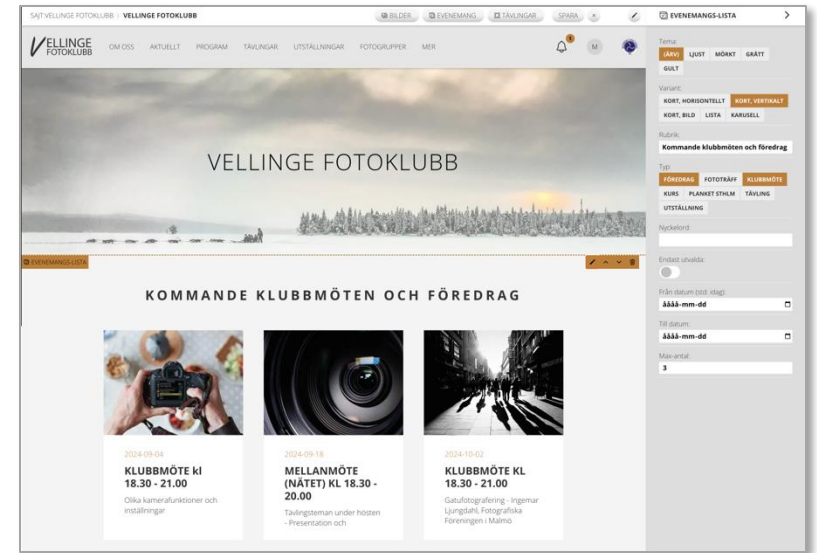 SAJT:VELLINGE FOTOKLUBB > VELLINGE FOTOKLUBB
BILDER EVENEMANG TÄVLINGAR SPARA ×
VELLINGE
FOTOKLUBB
OM OSS AKTUELLT PROGRAM TÄVLINGAR UTSTÄLLNINGAR FOTOGRUPPER MER
M
VELLINGE FOTOKLUBB
EVENEMANGS-LISTA
KOMMANDE KLUBBMÖTEN OCH FÖREDRAG
2024-09-04
KLUBBMÖTE kl
18.30 - 21.00
Olika kamerafunktioner och
inställningar
2024-09-18
MELLANMÖTE
(NÄTET) KL 18.30 -
20.00
Tävlingsteman under hösten
- Presentation och
2024-10-02
KLUBBMÖTE KL
18.30 - 21.00
Gatufotografering - Ingemar
Ljungdahl, Fotografiska
Föreningen i Malmö
EVENEMANGS-LISTA
Tema:
(ÄRV) LJUST MÖRKT GRÅTT
GULT
Variant:
KORT, HORISONTELLT KORT, VERTIKALT
KORT, BILD LISTA KARUSELL
Rubrik:
Kommande klubbmöten och föredrag
Typ:
FÖREDRAG FOTOTRÄFF KLUBBMÖTE
KURS PLANKET STHLM TÄVLING
UTSTÄLLNING
Nyckelord:
Endast utvalda:
Från datum (std: idag):
åååå-mm-dd
Till datum:
åååå-mm-dd
Max-antal:
3